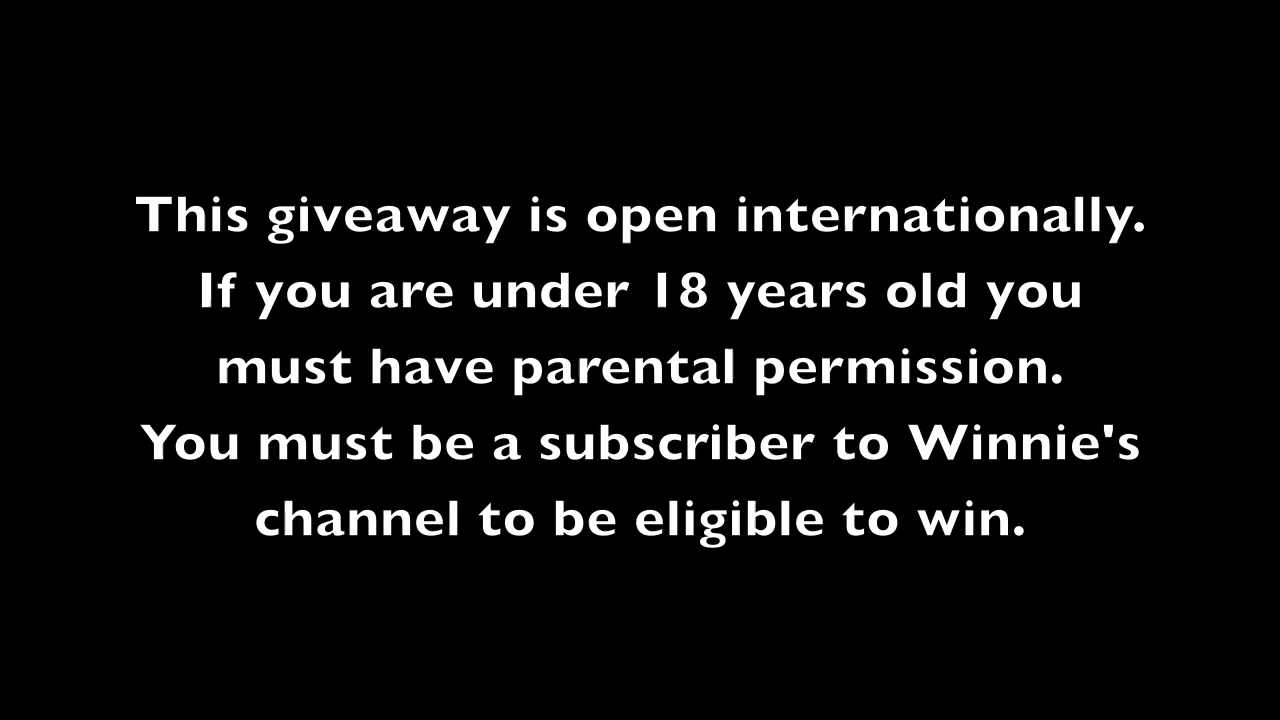 This giveaway is open internationally.
If you are under 18 years old you
must have parental permission.
You must be a subscriber to Winnie's
channel to be eligible to win.